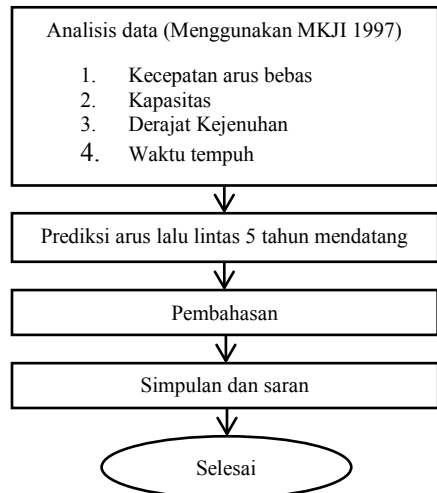 Analisis data (Menggunakan MKJI 1997)
1. Kecepatan arus bebas
2. Kapasitas
3. Derajat Kejenuhan
4. Waktu tempuh
Prediksi arus lalu lintas 5 tahun mendatang
Pembahasan
Simpulan dan saran
Selesai